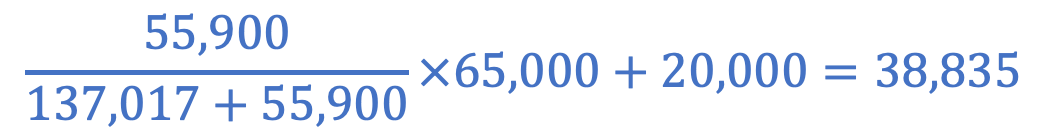 55,900
137,017 + 55,900
×65,000 + 20,000 = 38,835